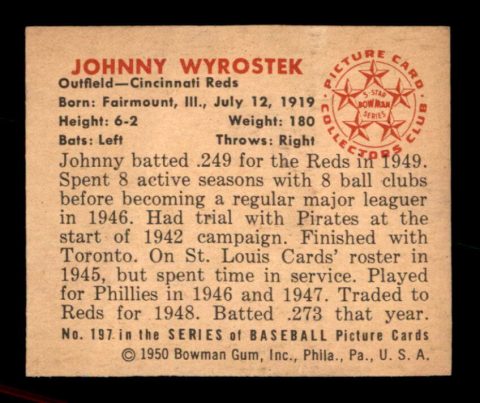 JOHNNY WYROSTEK
Outfield—Cincinnati Reds
Born: Fairmount, Ill., July 12, 1919
Height: 6-2 Weight: 180
Bats: Left Throws: Right
PICTURE CARD
5-STAR
BOWMAN
SERIES
COLLECTORS CLUB
Johnny batted .249 for the Reds in 1949.
Spent 8 active seasons with 8 ball clubs
before becoming a regular major leaguer
in 1946. Had trial with Pirates at the
start of 1942 campaign. Finished with
Toronto. On St. Louis Cards' roster in
1945, but spent time in service. Played
for Phillies in 1946 and 1947. Traded to
Reds for 1948. Batted .273 that year.
No. 197 in the SERIES of BASEBALL Picture Cards
© 1950 Bowman Gum, Inc., Phila., Pa., U. S. A.